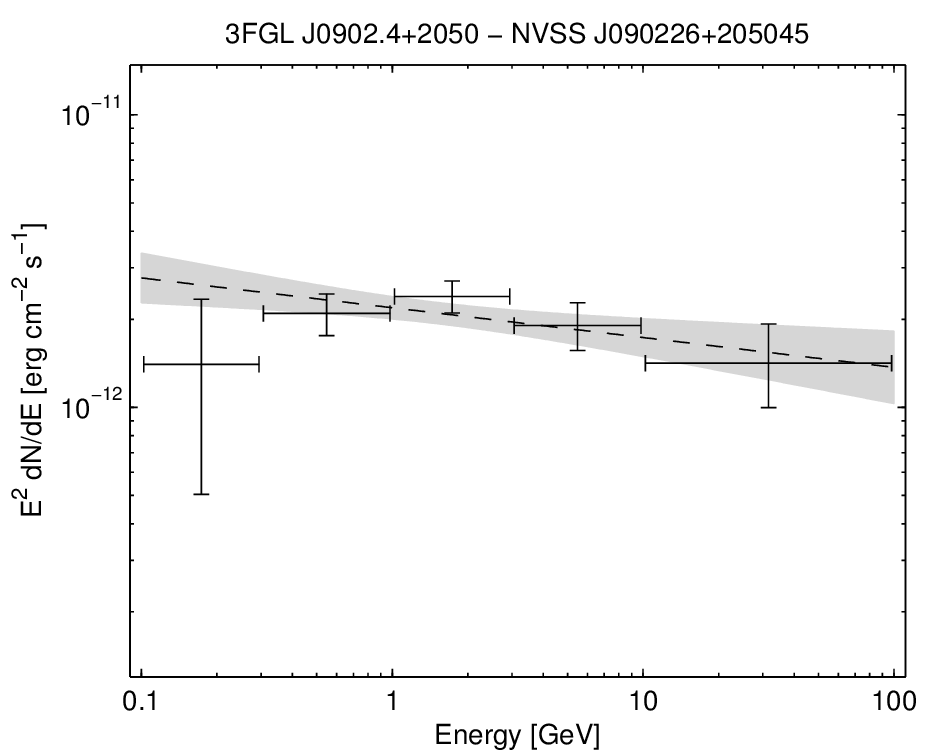 3FGL J0902.4+2050 − NVSS J090226+205045
10⁻¹¹
10⁻¹²
E² dN/dE [erg cm⁻² s⁻¹]
0.1 1 10 100
Energy [GeV]